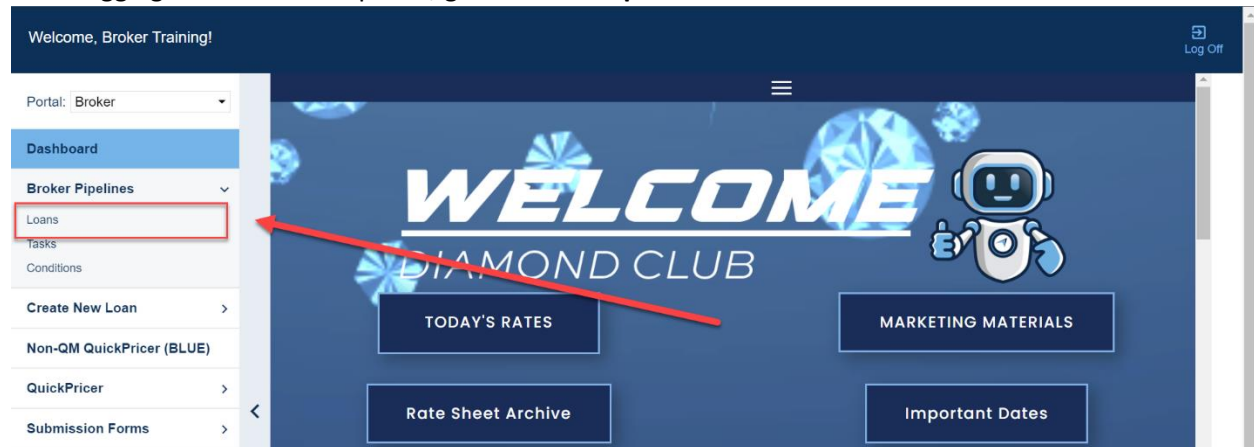 Welcome, Broker Training!
Log Off
Portal: Broker
Dashboard
Broker Pipelines
Loans
Tasks
Conditions
Create New Loan
Non-QM QuickPricer (BLUE)
QuickPricer
Submission Forms
WELCOME
DIAMOND CLUB
TODAY'S RATES
MARKETING MATERIALS
Rate Sheet Archive
Important Dates